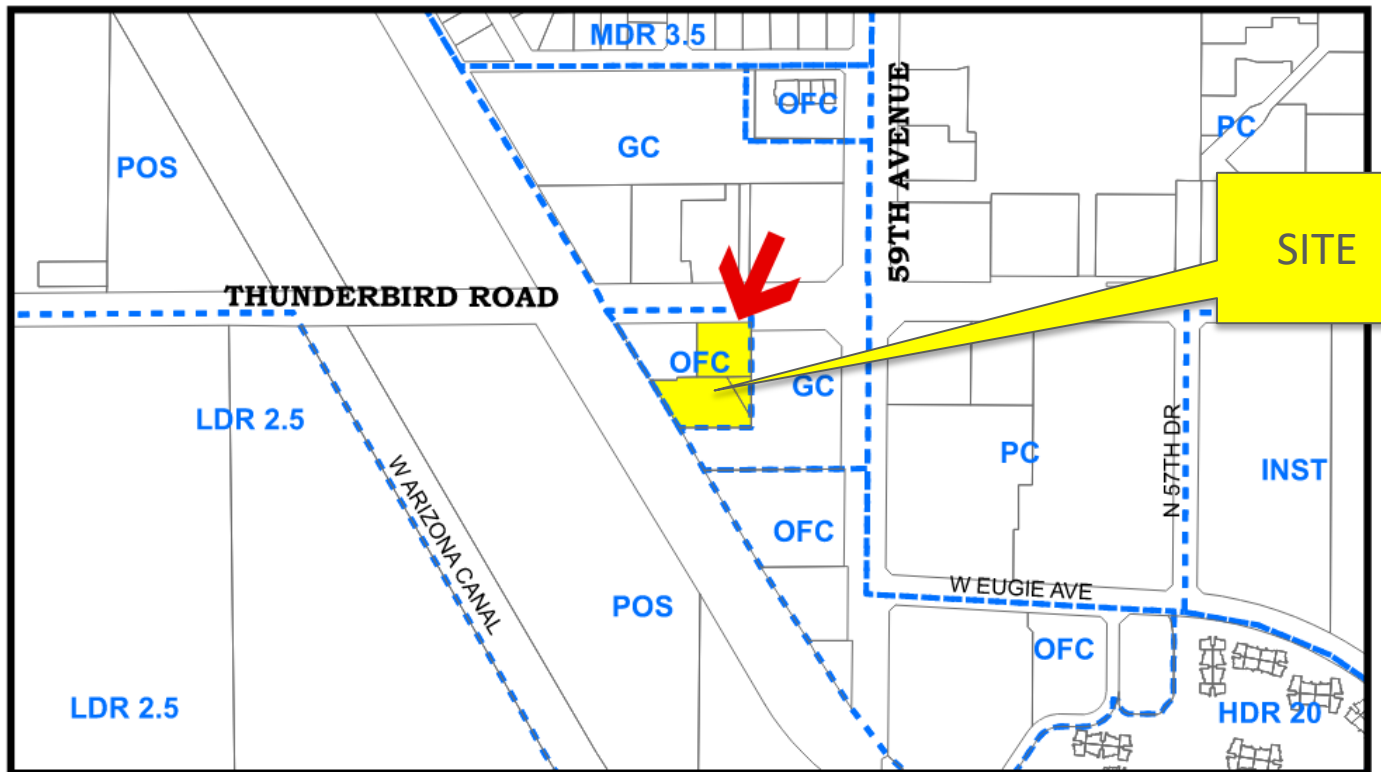 MDR 3.5
OFC
PC
GC
POS
59TH AVENUE
SITE
THUNDERBIRD ROAD
OFC
GC
LDR 2.5
PC
N 57TH DR
INST
W ARIZONA CANAL
OFC
W EUGIE AVE
POS
OFC
LDR 2.5
HDR 20